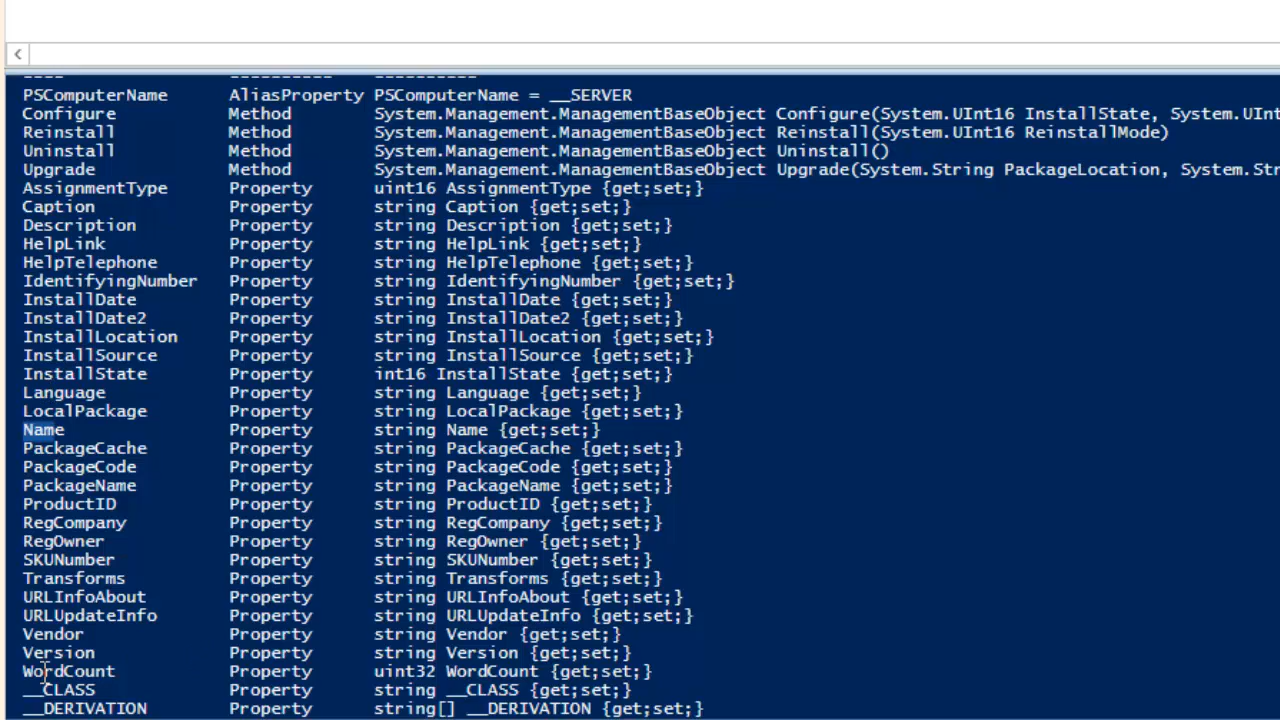 PSComputerName AliasProperty PSComputerName = __SERVER
Configure Method System.Management.ManagementBaseObject Configure(System.UInt16 InstallState, System.UInt
Reinstall Method System.Management.ManagementBaseObject Reinstall(System.UInt16 ReinstallMode)
Uninstall Method System.Management.ManagementBaseObject Uninstall()
Upgrade Method System.Management.ManagementBaseObject Upgrade(System.String PackageLocation, System.Str
AssignmentType Property uint16 AssignmentType {get;set;}
Caption Property string Caption {get;set;}
Description Property string Description {get;set;}
HelpLink Property string HelpLink {get;set;}
HelpTelephone Property string HelpTelephone {get;set;}
IdentifyingNumber Property string IdentifyingNumber {get;set;}
InstallDate Property string InstallDate {get;set;}
InstallDate2 Property string InstallDate2 {get;set;}
InstallLocation Property string InstallLocation {get;set;}
InstallSource Property string InstallSource {get;set;}
InstallState Property int16 InstallState {get;set;}
Language Property string Language {get;set;}
LocalPackage Property string LocalPackage {get;set;}
Name Property string Name {get;set;}
PackageCache Property string PackageCache {get;set;}
PackageCode Property string PackageCode {get;set;}
PackageName Property string PackageName {get;set;}
ProductID Property string ProductID {get;set;}
RegCompany Property string RegCompany {get;set;}
RegOwner Property string RegOwner {get;set;}
SKUNumber Property string SKUNumber {get;set;}
Transforms Property string Transforms {get;set;}
URLInfoAbout Property string URLInfoAbout {get;set;}
URLUpdateInfo Property string URLUpdateInfo {get;set;}
Vendor Property string Vendor {get;set;}
Version Property string Version {get;set;}
WordCount Property uint32 WordCount {get;set;}
__CLASS Property string __CLASS {get;set;}
__DERIVATION Property string[] __DERIVATION {get;set;}